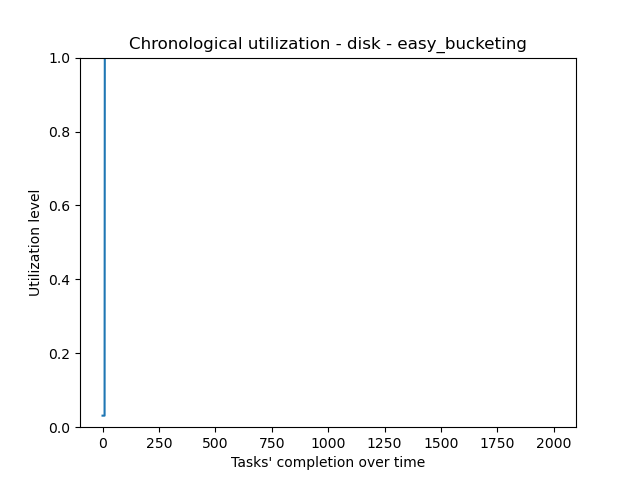 Chronological utilization - disk - easy_bucketing
1.0
0.8
0.6
0.4
0.2
0.0
Utilization level
0 250 500 750 1000 1250 1500 1750 2000
Tasks' completion over time